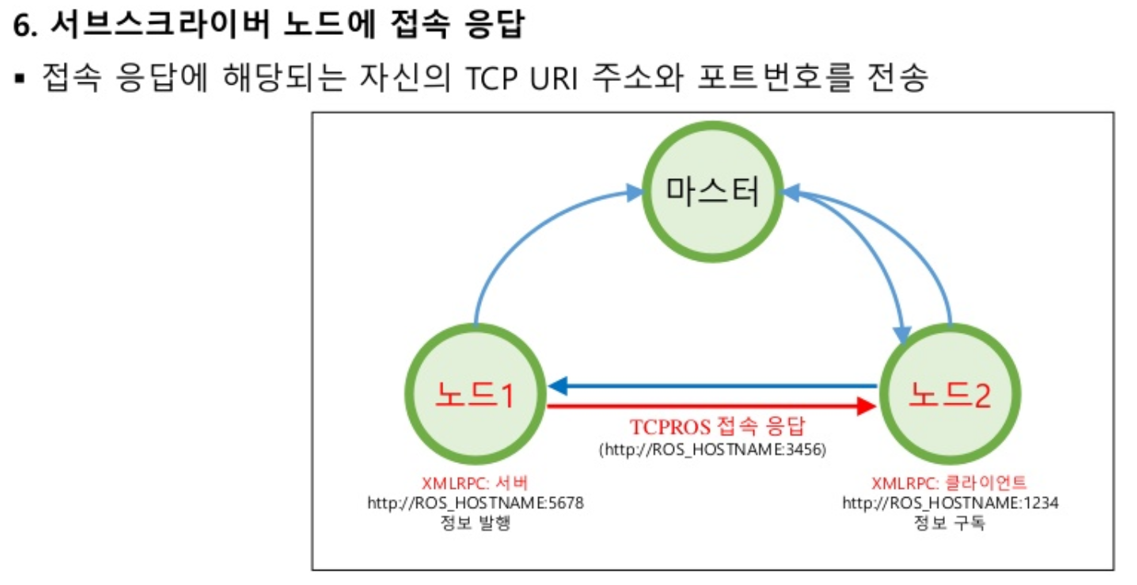 6. 서브스크라이버 노드에 접속 응답
▪ 접속 응답에 해당되는 자신의 TCP URI 주소와 포트번호를 전송
마스터
노드1
노드2
TCPROS 접속 응답
(http://ROS_HOSTNAME:3456)
XMLRPC: 서버
http://ROS_HOSTNAME:5678
정보 발행
XMLRPC: 클라이언트
http://ROS_HOSTNAME:1234
정보 구독